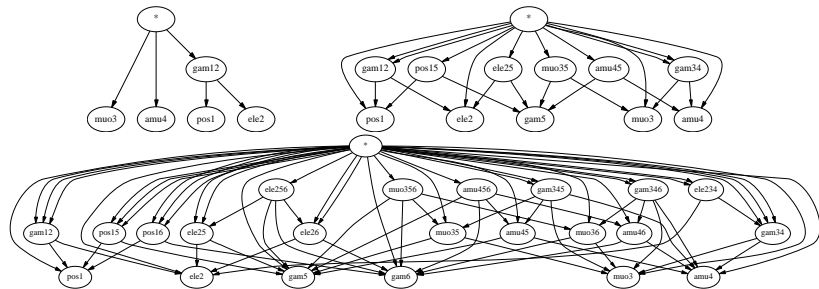 * *
gam12 gam12 pos15 ele25 muo35 amu45 gam34
muo3 amu4 pos1 ele2 pos1 ele2 gam5 muo3 amu4
*
ele256 muo356 amu456 gam345 gam346 ele234
gam12 pos15 pos16 ele25 ele26 muo35 amu45 muo36 amu46 gam34
pos1 ele2 gam5 gam6 muo3 amu4